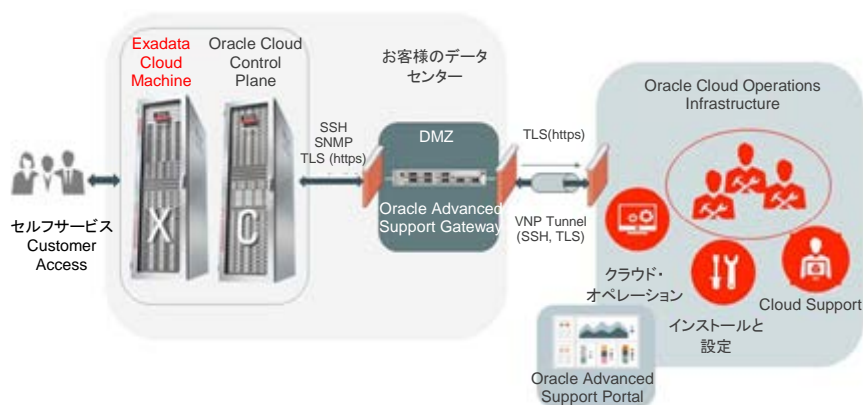 Exadata
Cloud
Machine
Oracle Cloud
Control
Plane
お客様のデータ
センター
Oracle Cloud Operations
Infrastructure
SSH
SNMP
TLS (https)
DMZ
TLS(https)
X
C
Oracle Advanced
Support Gateway
VNP Tunnel
(SSH, TLS)
セルフサービス
Customer
Access
クラウド・
オペレーション
Cloud Support
インストールと
設定
Oracle Advanced
Support Portal